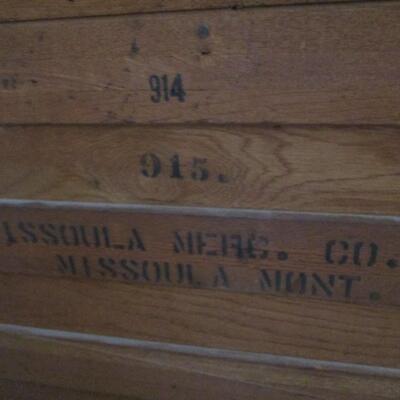 914
915.
ISSOULA MERC. CO.
MISSOULA MONT.